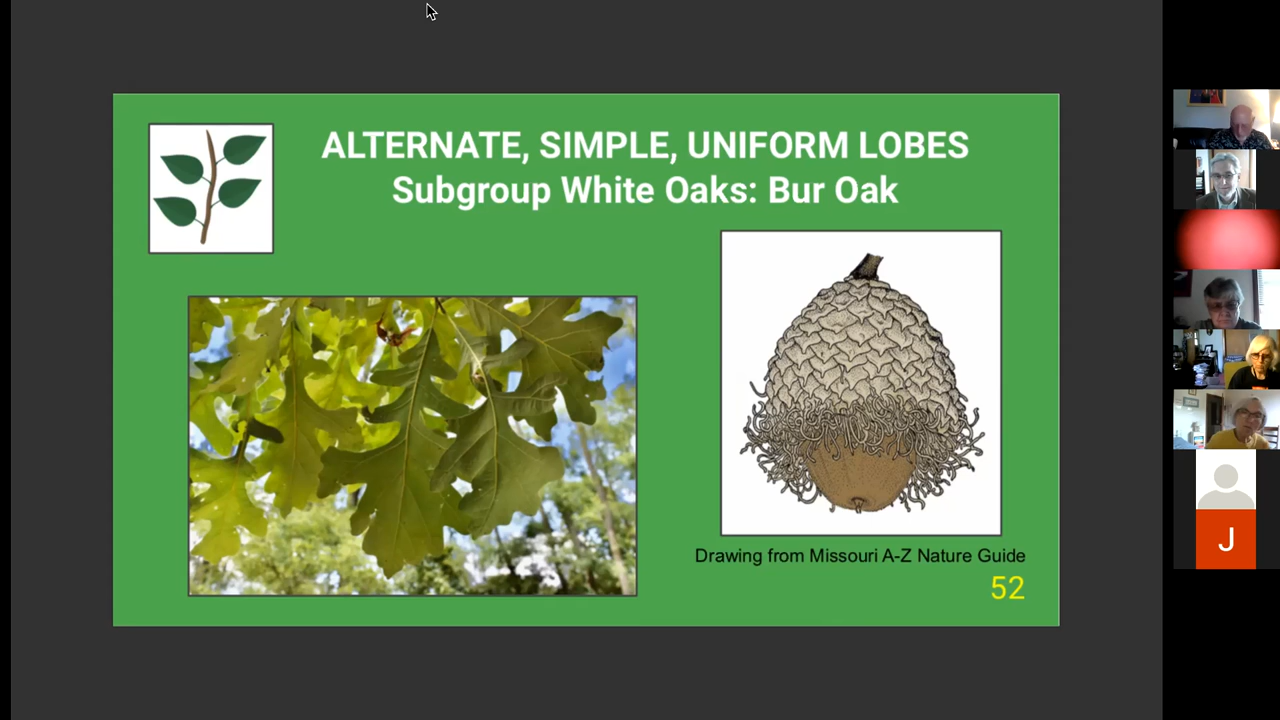 ALTERNATE, SIMPLE, UNIFORM LOBES
Subgroup White Oaks: Bur Oak
Drawing from Missouri A-Z Nature Guide
52
J